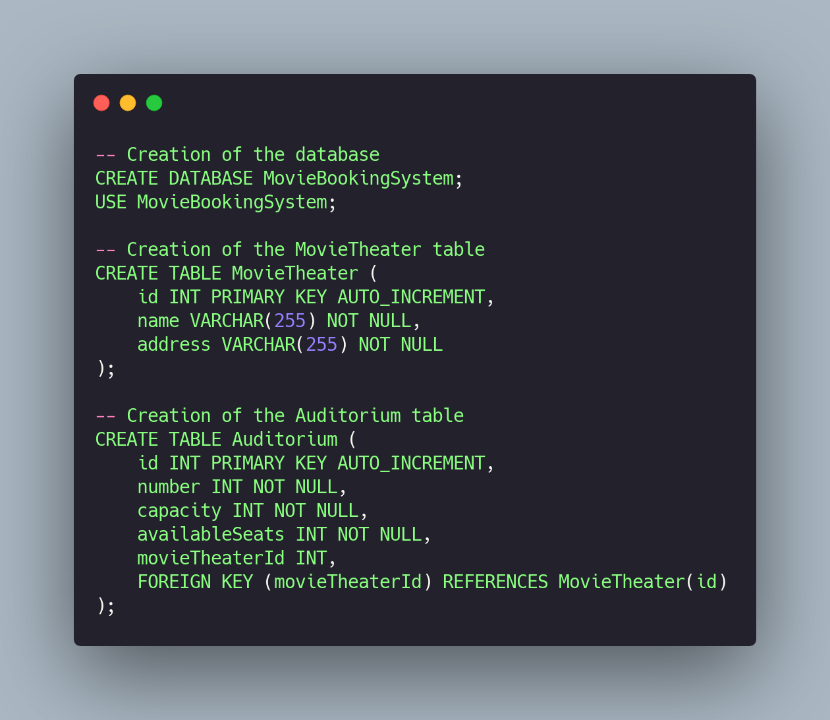 -- Creation of the database
CREATE DATABASE MovieBookingSystem;
USE MovieBookingSystem;
-- Creation of the MovieTheater table
CREATE TABLE MovieTheater (
    id INT PRIMARY KEY AUTO_INCREMENT,
    name VARCHAR(255) NOT NULL,
    address VARCHAR(255) NOT NULL
);
-- Creation of the Auditorium table
CREATE TABLE Auditorium (
    id INT PRIMARY KEY AUTO_INCREMENT,
    number INT NOT NULL,
    capacity INT NOT NULL,
    availableSeats INT NOT NULL,
    movieTheaterId INT,
    FOREIGN KEY (movieTheaterId) REFERENCES MovieTheater(id)
);